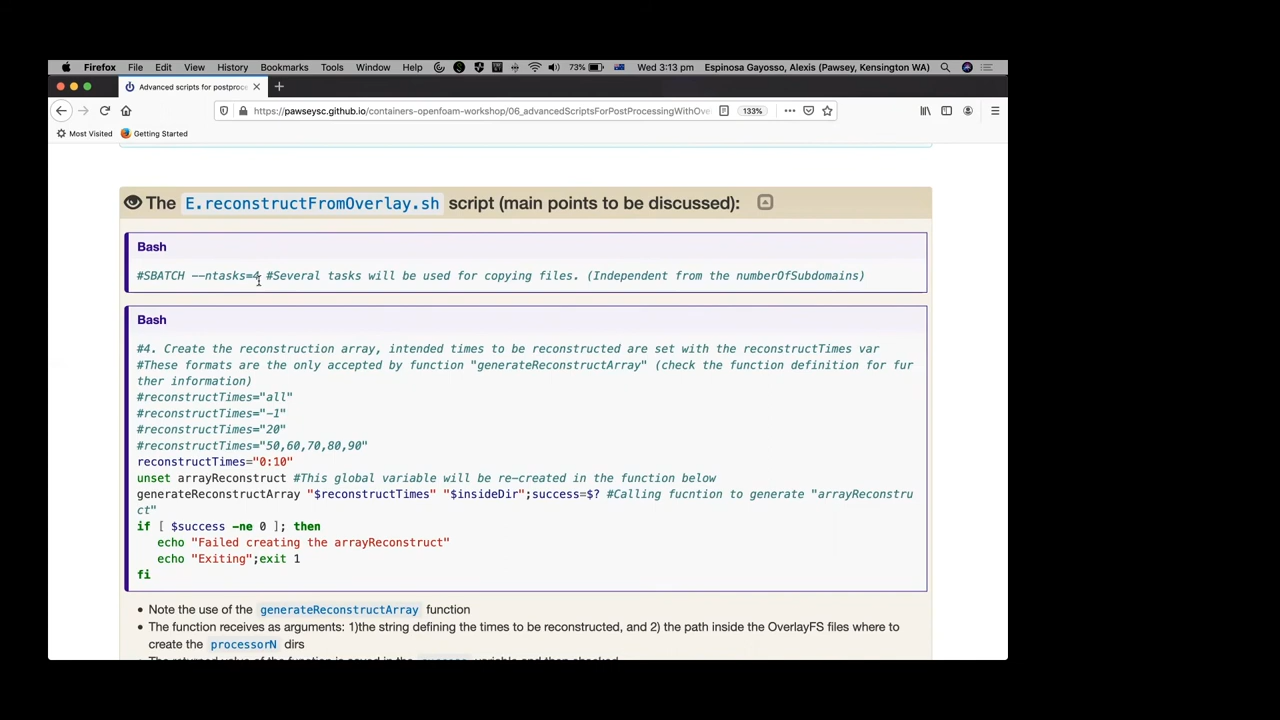 Firefox File Edit View History Bookmarks Tools Window Help 73% Wed 3:13 pm Espinosa Gayosso, Alexis (Pawsey, Kensington WA)
Advanced scripts for postproce
https://pawseysc.github.io/containers-openfoam-workshop/06_advancedScriptsForPostProcessingWithOve 133%
Most Visited Getting Started
The E.reconstructFromOverlay.sh script (main points to be discussed):
Bash
#SBATCH --ntasks=4 #Several tasks will be used for copying files. (Independent from the numberOfSubdomains)
Bash
#4. Create the reconstruction array, intended times to be reconstructed are set with the reconstructTimes var
#These formats are the only accepted by function "generateReconstructArray" (check the function definition for fur
ther information)
#reconstructTimes="all"
#reconstructTimes="-1"
#reconstructTimes="20"
#reconstructTimes="50,60,70,80,90"
reconstructTimes="0:10"
unset arrayReconstruct #This global variable will be re-created in the function below
generateReconstructArray "$reconstructTimes" "$insideDir";success=$? #Calling fucntion to generate "arrayReconstru
ct"
if [ $success -ne 0 ]; then
echo "Failed creating the arrayReconstruct"
echo "Exiting";exit 1
fi
• Note the use of the generateReconstructArray function
• The function receives as arguments: 1)the string defining the times to be reconstructed, and 2) the path inside the OverlayFS files where to
create the processorN dirs